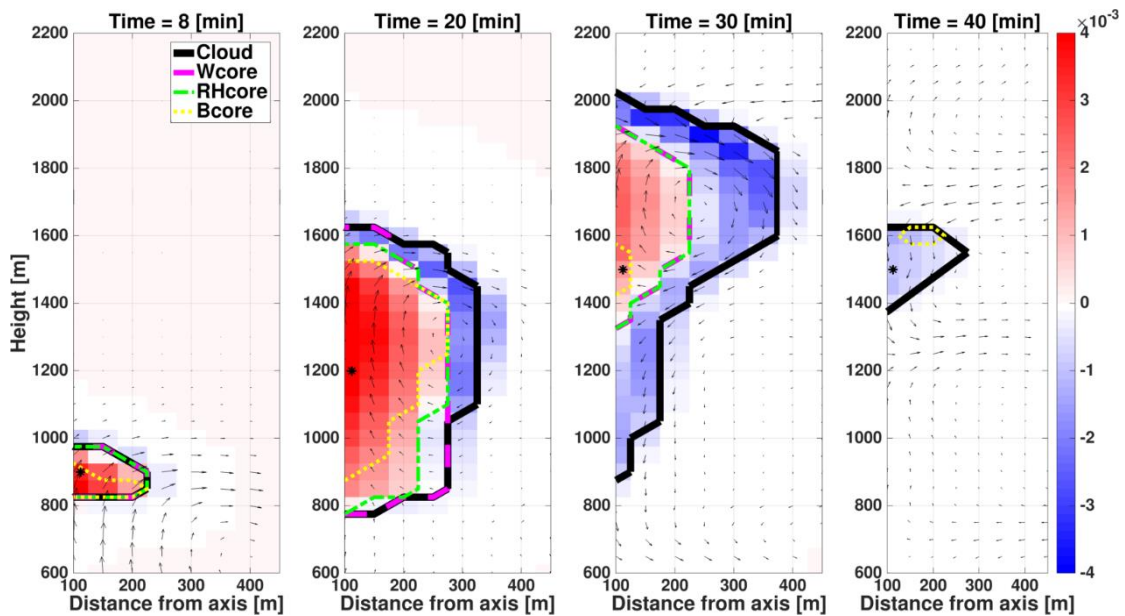 Time = 8 [min]
Time = 20 [min]
Time = 30 [min]
Time = 40 [min]
×10⁻³
Cloud
Wcore
RHcore
Bcore
Height [m]
2200
2000
1800
1600
1400
1200
1000
800
600
2200
2000
1800
1600
1400
1200
1000
800
600
2200
2000
1800
1600
1400
1200
1000
800
600
2200
2000
1800
1600
1400
1200
1000
800
600
4
3
2
1
0
-1
-2
-3
-4
100 200 300 400
100 200 300 400
100 200 300 400
100 200 300 400
Distance from axis [m]
Distance from axis [m]
Distance from axis [m]
Distance from axis [m]